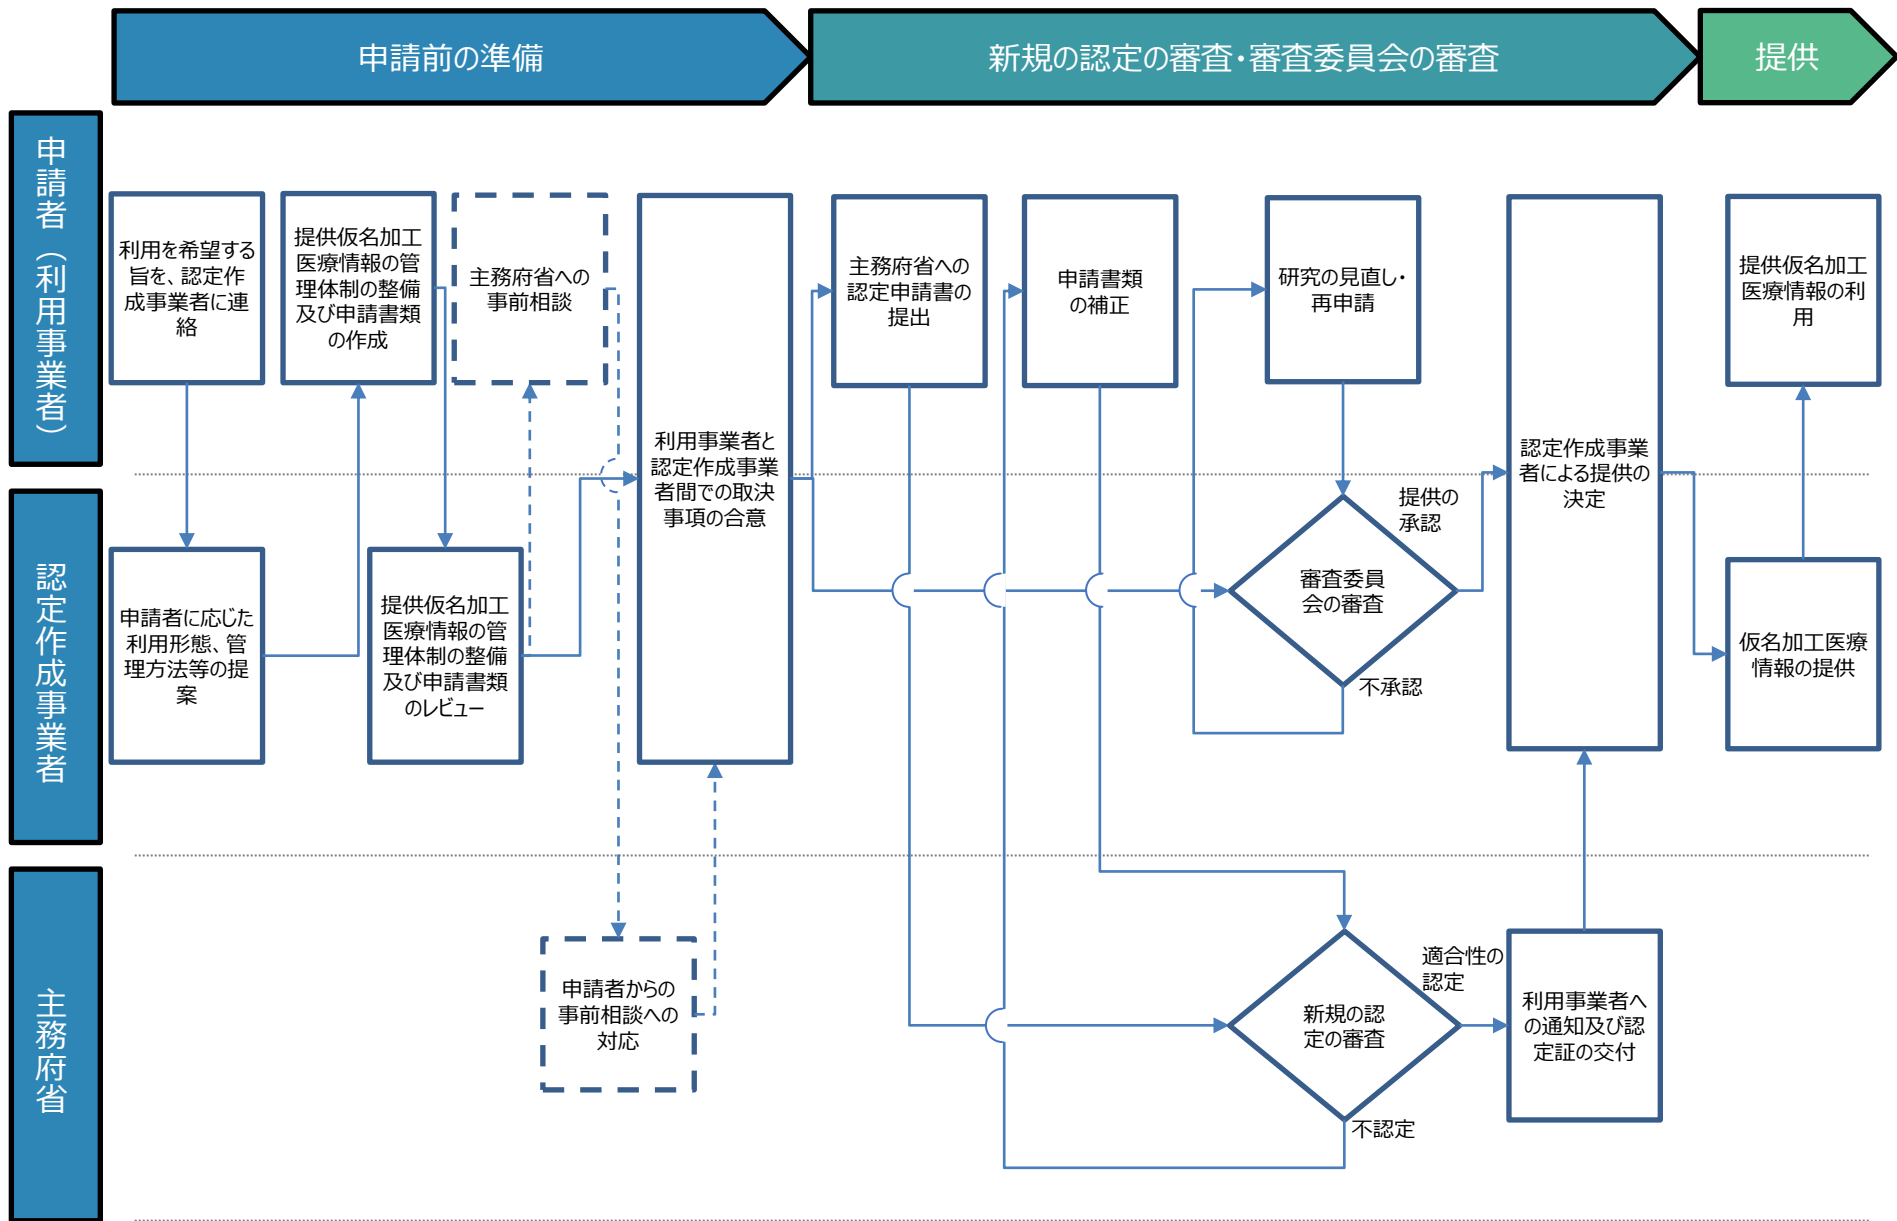 申請前の準備
新規の認定の審査・審査委員会の審査
提供
申請者（利用事業者）
利用を希望する
旨を、認定作
成事業者に連
絡
提供仮名加工
医療情報の管
理体制の整備
及び申請書類
の作成
主務府省への
事前相談
利用事業者と
認定作成事業
者間での取決
事項の合意
主務府省への
認定申請書の
提出
申請書類
の補正
研究の見直し・
再申請
認定作成事業
者による提供の
決定
提供仮名加工
医療情報の利
用
認定作成事業者
申請者に応じた
利用形態、管
理方法等の提
案
提供仮名加工
医療情報の管
理体制の整備
及び申請書類
のレビュー
審査委員
会の審査
提供の
承認
不承認
仮名加工医療
情報の提供
主務府省
申請者からの
事前相談への
対応
新規の認
定の審査
適合性の
認定
不認定
利用事業者へ
の通知及び認
定証の交付